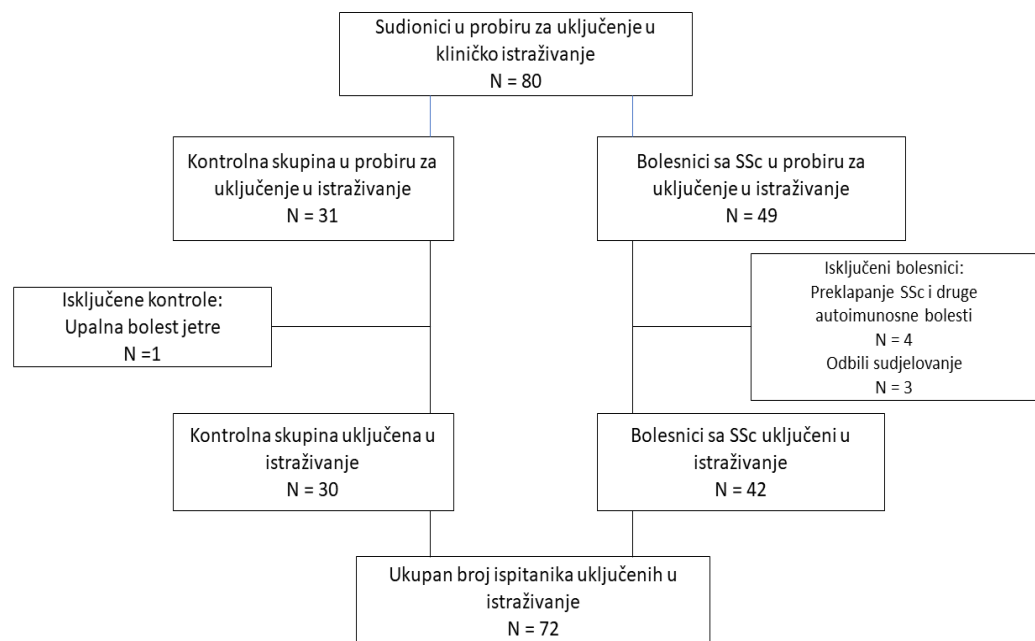 Sudionici u probiru za uključenje u
kliničko istraživanje
N = 80
Kontrolna skupina u probiru za
uključenje u istraživanje
N = 31
Bolesnici sa SSc u probiru za
uključenje u istraživanje
N = 49
Isključene kontrole:
Upalna bolest jetre
N =1
Isključeni bolesnici:
Preklapanje SSc i druge
autoimunosne bolesti
N = 4
Odbili sudjelovanje
N = 3
Kontrolna skupina uključena u
istraživanje
N = 30
Bolesnici sa SSc uključeni u
istraživanje
N = 42
Ukupan broj ispitanika uključenih u
istraživanje
N = 72